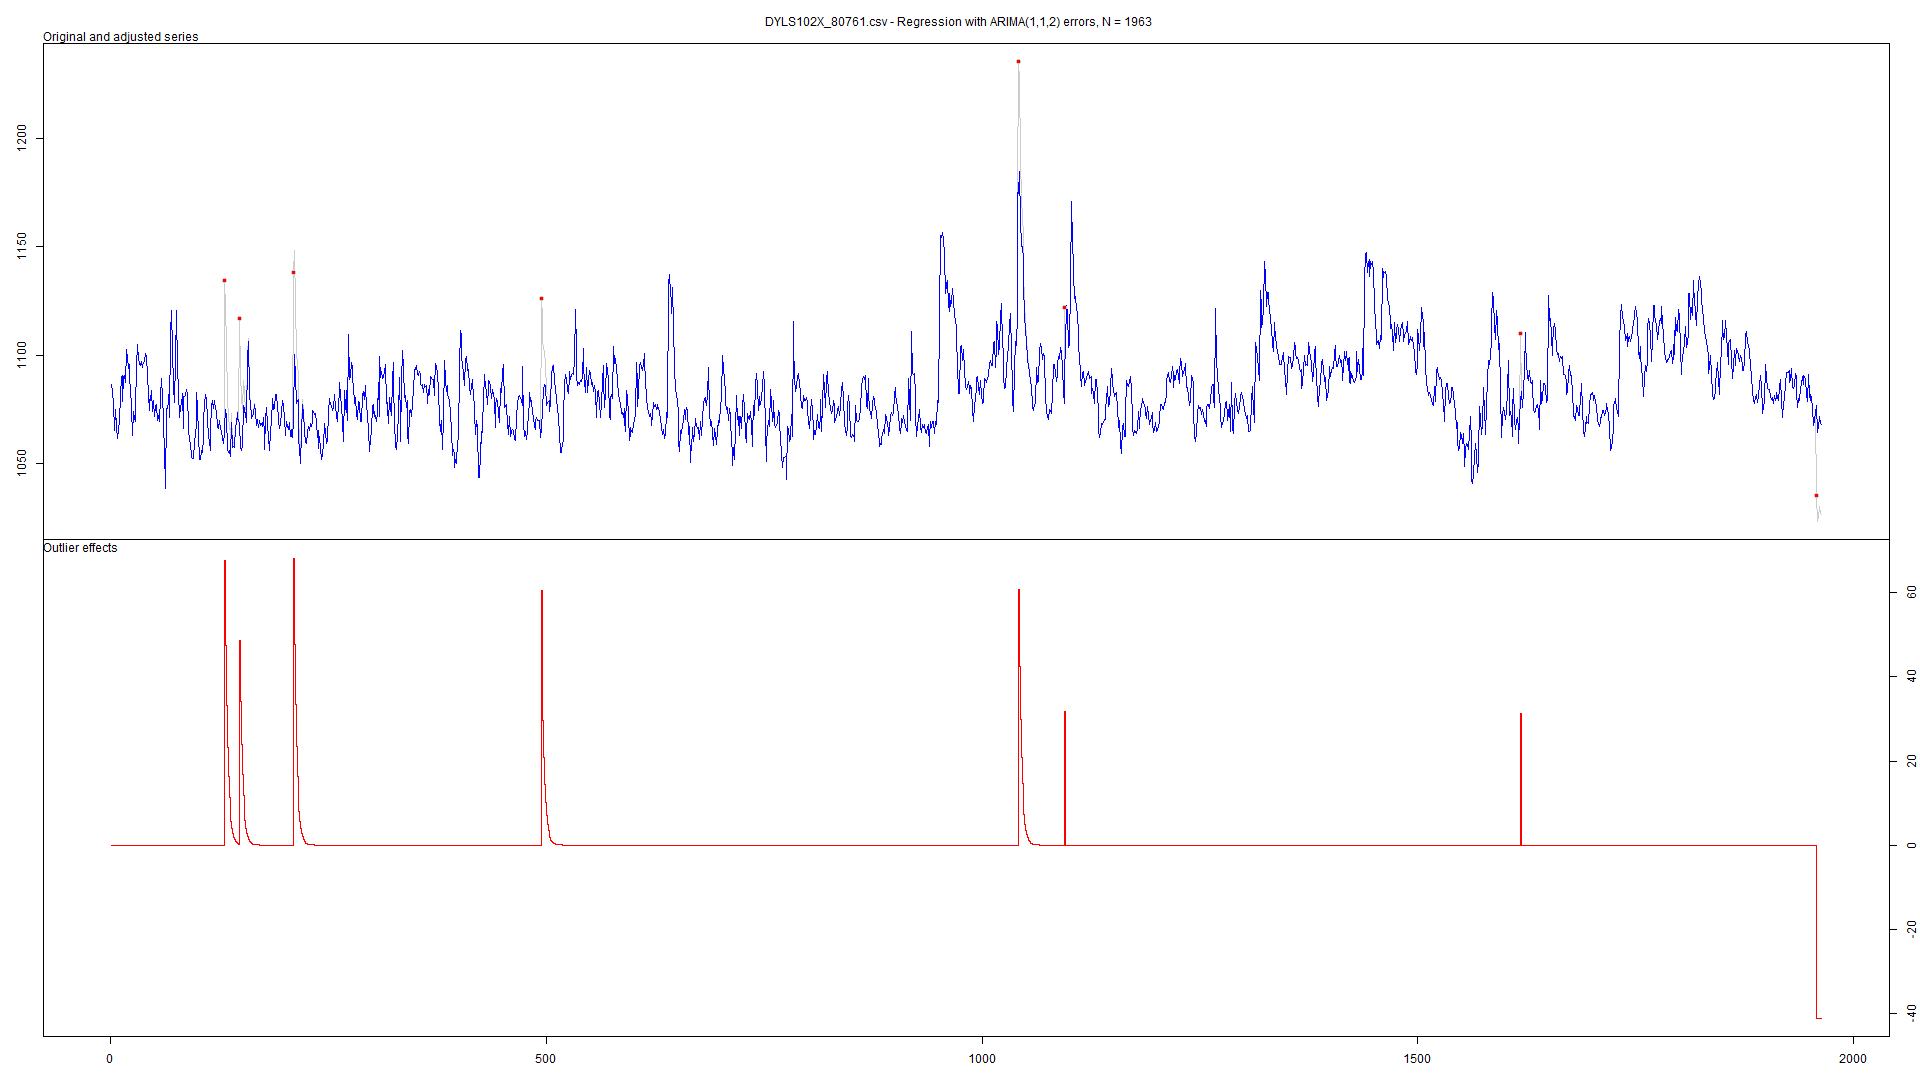 DYLS102X_80761.csv - Regression with ARIMA(1,1,2) errors, N = 1963
Original and adjusted series
1200
1150
1100
1050
Outlier effects
60
40
20
0
-20
-40
0 500 1000 1500 2000